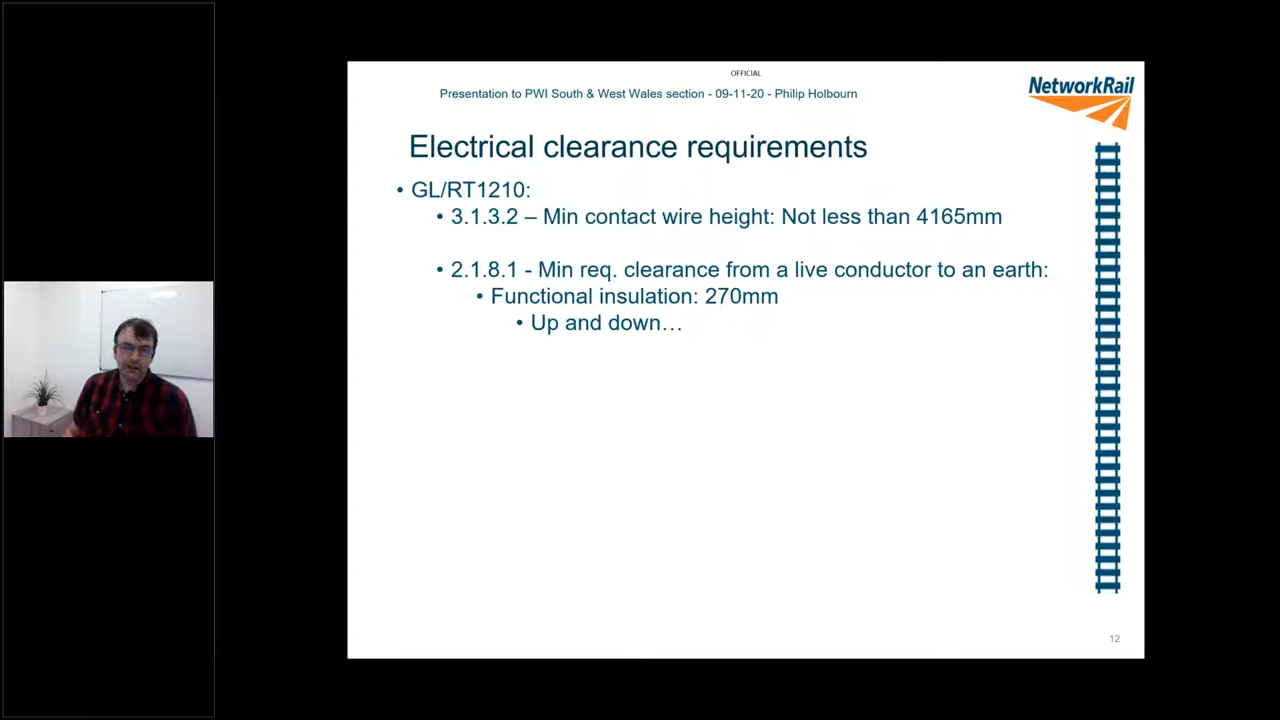 OFFICIAL
Presentation to PWI South & West Wales section - 09-11-20 - Philip Holbourn
NetworkRail
Electrical clearance requirements
• GL/RT1210:
• 3.1.3.2 – Min contact wire height: Not less than 4165mm
• 2.1.8.1 - Min req. clearance from a live conductor to an earth:
• Functional insulation: 270mm
• Up and down…
12